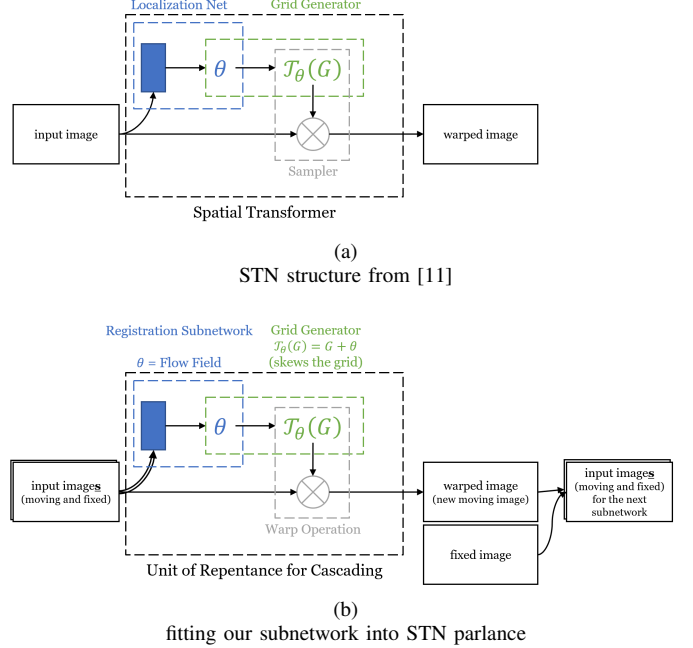 Localization Net
Grid Generator
θ
𝒯θ(G)
input image
warped image
Sampler
Spatial Transformer
(a)
STN structure from [11]
Registration Subnetwork
θ = Flow Field
Grid Generator
𝒯θ(G) = G + θ
(skews the grid)
θ
𝒯θ(G)
input images
(moving and fixed)
Warp Operation
warped image
(new moving image)
fixed image
input images
(moving and fixed)
for the next
subnetwork
Unit of Repentance for Cascading
(b)
fitting our subnetwork into STN parlance